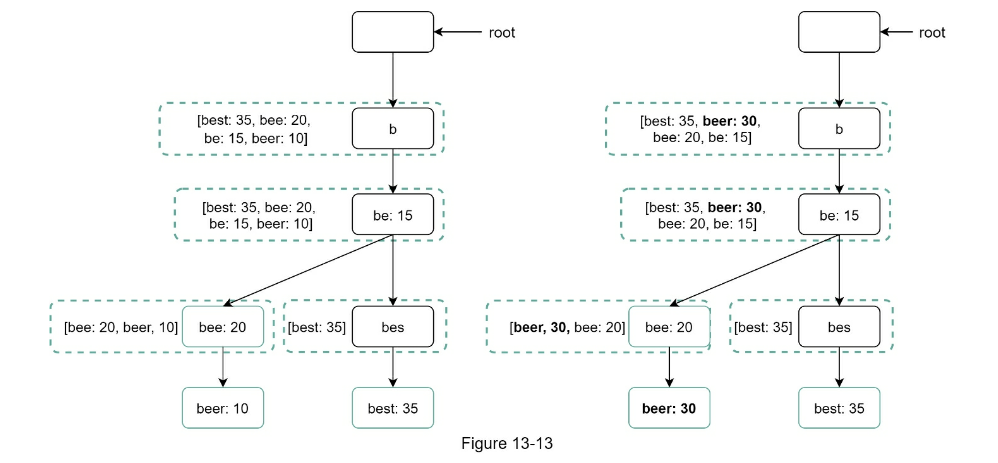 root
[best: 35, bee: 20,
be: 15, beer: 10]
b
[best: 35, bee: 20,
be: 15, beer: 10]
be: 15
[bee: 20, beer, 10]
bee: 20
[best: 35]
bes
beer: 10
best: 35
root
[best: 35, beer: 30,
bee: 20, be: 15]
b
[best: 35, beer: 30,
bee: 20, be: 15]
be: 15
[beer, 30, bee: 20]
bee: 20
[best: 35]
bes
beer: 30
best: 35
Figure 13-13